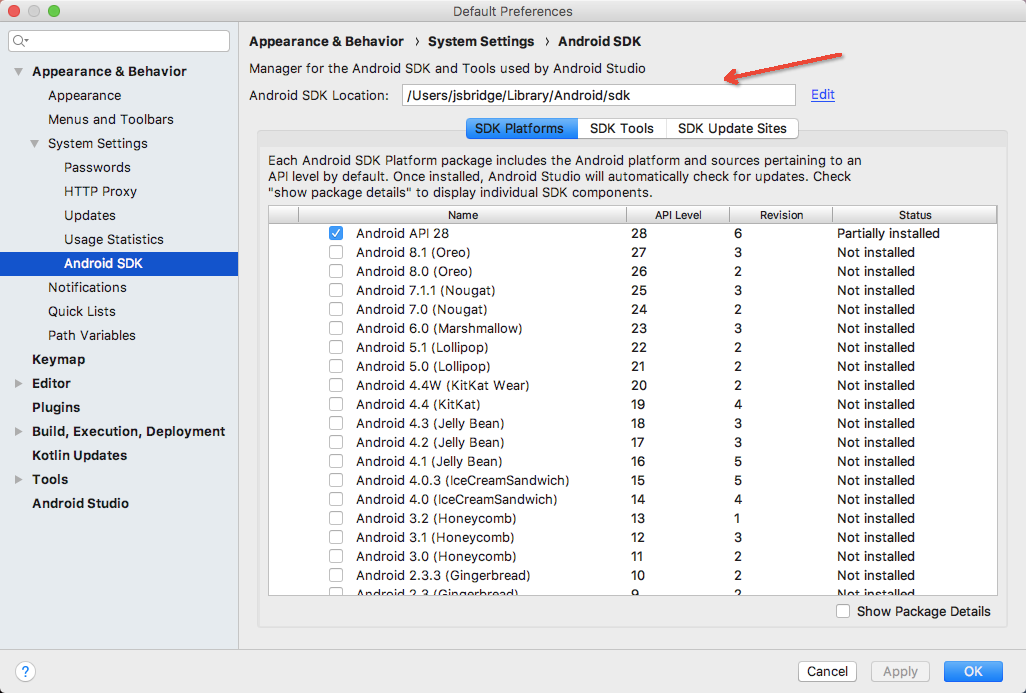 Default Preferences
Appearance & Behavior
Appearance
Menus and Toolbars
System Settings
Passwords
HTTP Proxy
Updates
Usage Statistics
Android SDK
Notifications
Quick Lists
Path Variables
Keymap
Editor
Plugins
Build, Execution, Deployment
Kotlin Updates
Tools
Android Studio
Appearance & Behavior › System Settings › Android SDK
Manager for the Android SDK and Tools used by Android Studio
Android SDK Location: /Users/jsbridge/Library/Android/sdk Edit
SDK Platforms SDK Tools SDK Update Sites
Each Android SDK Platform package includes the Android platform and sources pertaining to an
API level by default. Once installed, Android Studio will automatically check for updates. Check
"show package details" to display individual SDK components.
Name API Level Revision Status
Android API 28 28 6 Partially installed
Android 8.1 (Oreo) 27 3 Not installed
Android 8.0 (Oreo) 26 2 Not installed
Android 7.1.1 (Nougat) 25 3 Not installed
Android 7.0 (Nougat) 24 2 Not installed
Android 6.0 (Marshmallow) 23 3 Not installed
Android 5.1 (Lollipop) 22 2 Not installed
Android 5.0 (Lollipop) 21 2 Not installed
Android 4.4W (KitKat Wear) 20 2 Not installed
Android 4.4 (KitKat) 19 4 Not installed
Android 4.3 (Jelly Bean) 18 3 Not installed
Android 4.2 (Jelly Bean) 17 3 Not installed
Android 4.1 (Jelly Bean) 16 5 Not installed
Android 4.0.3 (IceCreamSandwich) 15 5 Not installed
Android 4.0 (IceCreamSandwich) 14 4 Not installed
Android 3.2 (Honeycomb) 13 1 Not installed
Android 3.1 (Honeycomb) 12 3 Not installed
Android 3.0 (Honeycomb) 11 2 Not installed
Android 2.3.3 (Gingerbread) 10 2 Not installed
Android 2.3 (Gingerbread) 9 2 Not installed
Show Package Details
? Cancel Apply OK